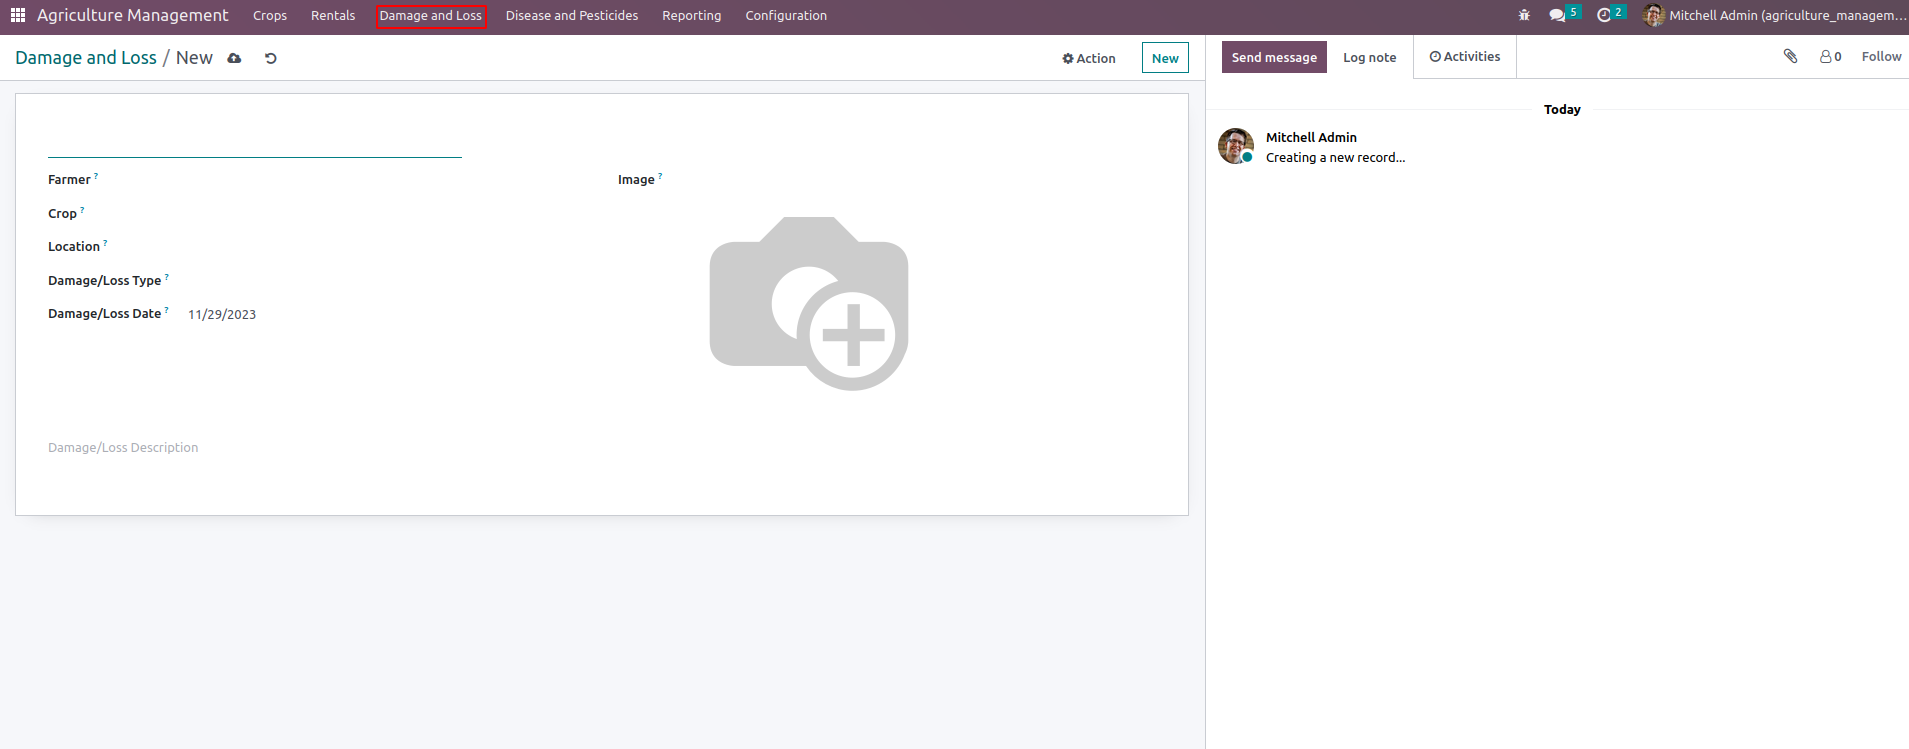 Agriculture Management Crops Rentals Damage and Loss Disease and Pesticides Reporting Configuration 5 2 Mitchell Admin (agriculture_managem...
Damage and Loss / New Action New
Send message Log note Activities 0 Follow
Today
Mitchell Admin
Creating a new record...
Farmer ?
Crop ?
Location ?
Damage/Loss Type ?
Damage/Loss Date ? 11/29/2023
Image ?
Damage/Loss Description